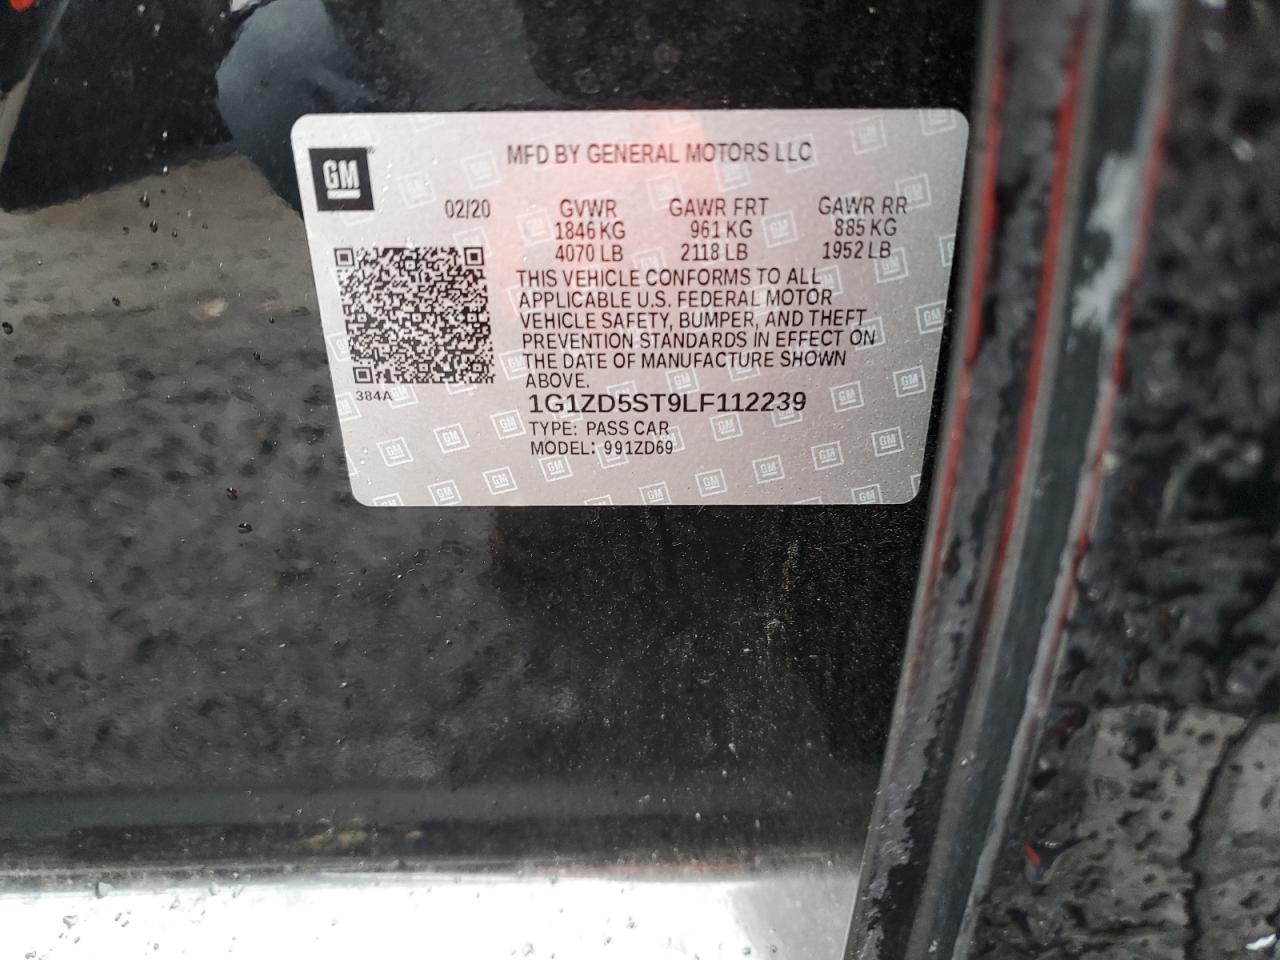 GM
MFD BY GENERAL MOTORS LLC
02/20 GVWR GAWR FRT GAWR RR
1846 KG 961 KG 885 KG
4070 LB 2118 LB 1952 LB
THIS VEHICLE CONFORMS TO ALL
APPLICABLE U.S. FEDERAL MOTOR
VEHICLE SAFETY, BUMPER, AND THEFT
PREVENTION STANDARDS IN EFFECT ON
THE DATE OF MANUFACTURE SHOWN
ABOVE.
384A
1G1ZD5ST9LF112239
TYPE: PASS CAR
MODEL: 991ZD69